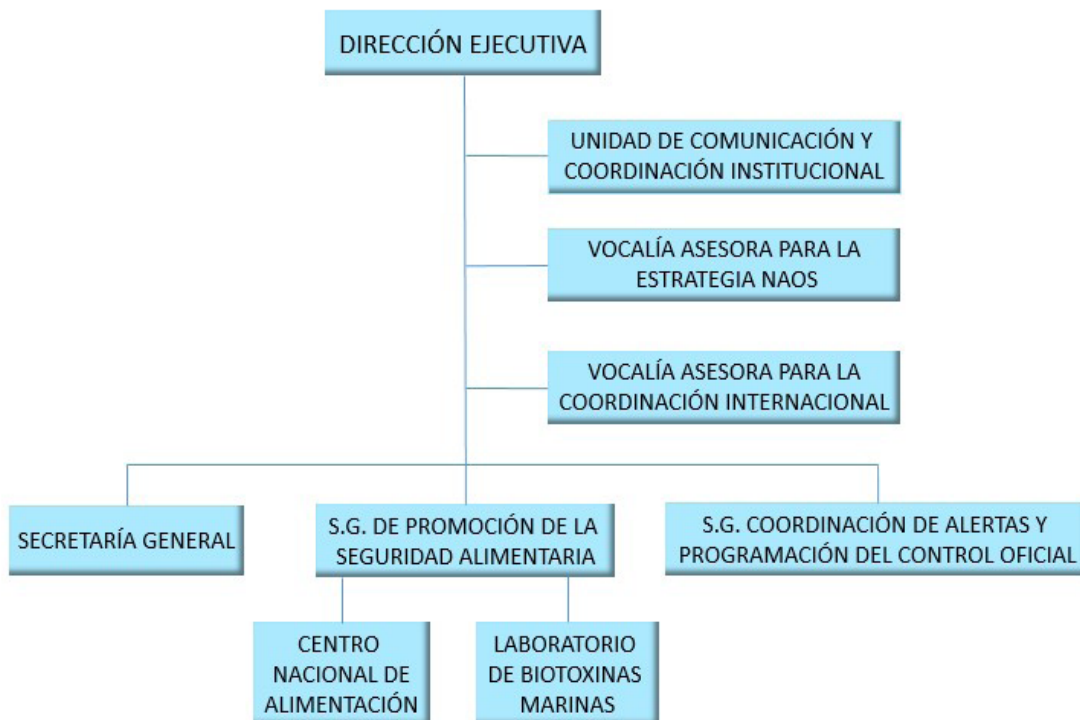 DIRECCIÓN EJECUTIVA
UNIDAD DE COMUNICACIÓN Y
COORDINACIÓN INSTITUCIONAL
VOCALÍA ASESORA PARA LA
ESTRATEGIA NAOS
VOCALÍA ASESORA PARA LA
COORDINACIÓN INTERNACIONAL
SECRETARÍA GENERAL
S.G. DE PROMOCIÓN DE LA
SEGURIDAD ALIMENTARIA
S.G. COORDINACIÓN DE ALERTAS Y
PROGRAMACIÓN DEL CONTROL OFICIAL
CENTRO
NACIONAL DE
ALIMENTACIÓN
LABORATORIO
DE BIOTOXINAS
MARINAS